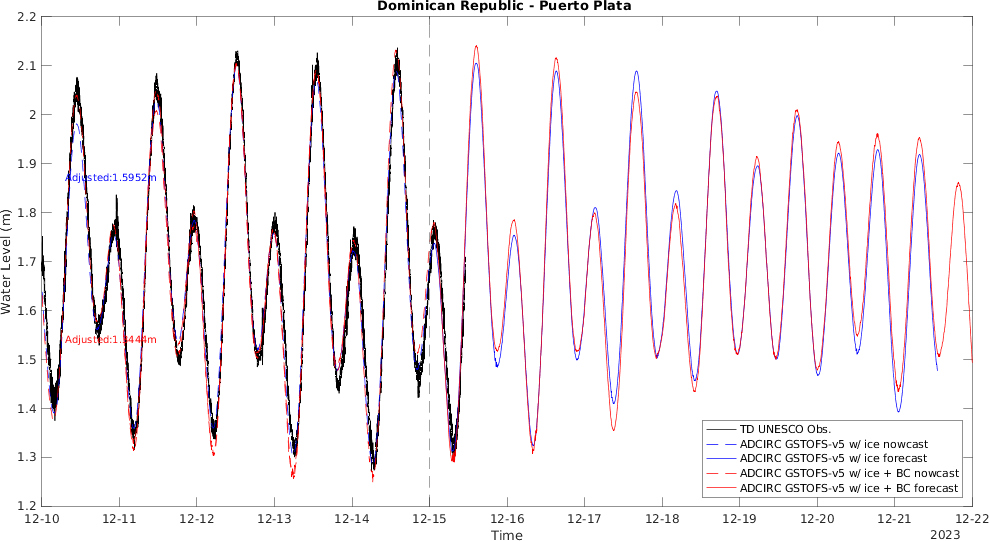 Dominican Republic - Puerto Plata
2.2
2.1
2
1.9
1.8
1.7
1.6
1.5
1.4
1.3
1.2
Water Level (m)
Adjusted:1.5952m
12-10
12-11
12-12
12-13
12-14
12-15
12-16
12-17
12-18
12-19
12-20
12-21
12-22
Time
2023
TD UNESCO Obs.
ADCIRC GSTOFS-v5 w/ ice nowcast
ADCIRC GSTOFS-v5 w/ ice forecast
ADCIRC GSTOFS-v5 w/ ice + BC nowcast
ADCIRC GSTOFS-v5 w/ ice + BC forecast